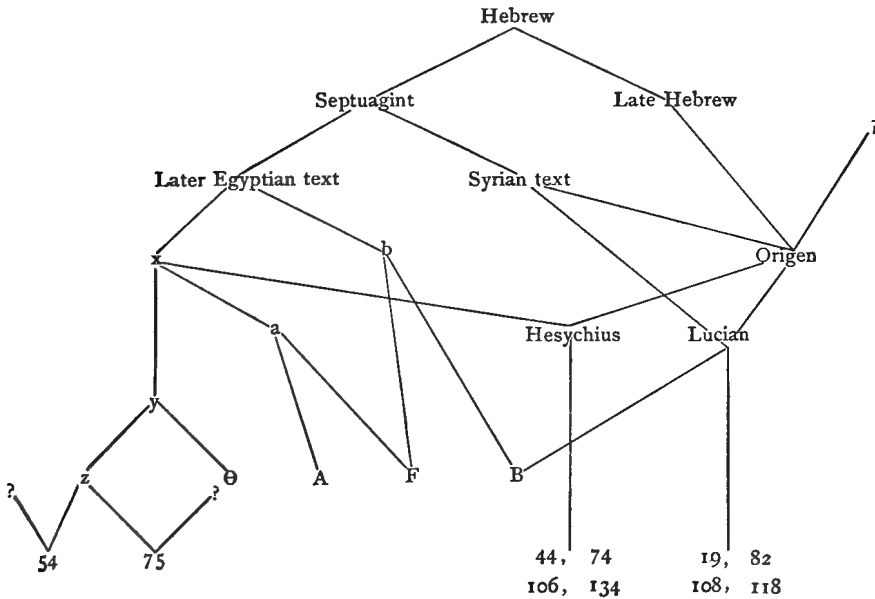 Hebrew
Septuagint Late Hebrew
?
Later Egyptian text Syrian text
x b Origen
a Hesychius Lucian
y
? z ? Θ A F B
54 75 44, 74 19, 82
106, 134 108, 118